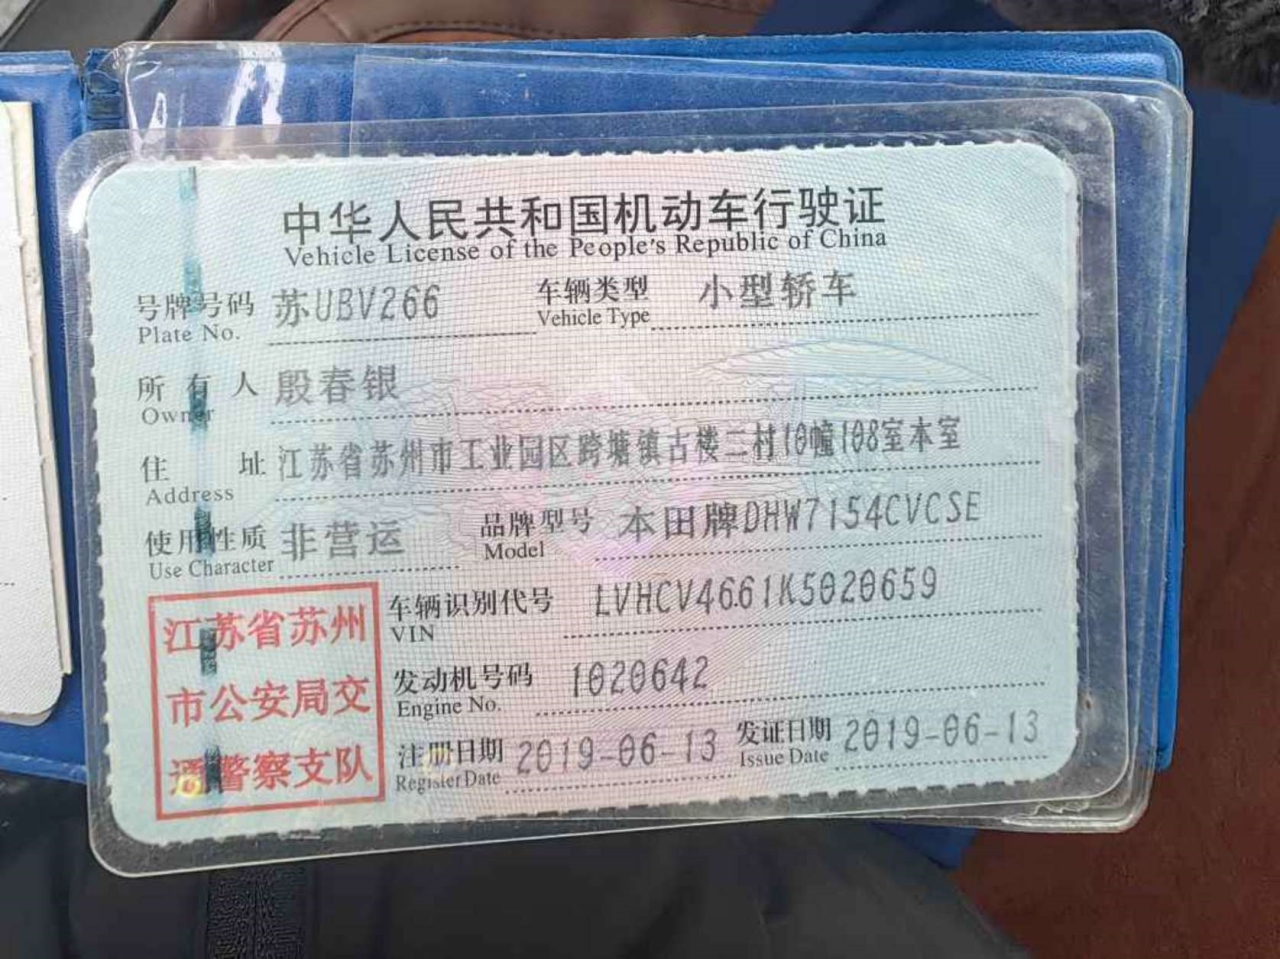 中华人民共和国机动车行驶证
Vehicle License of the People's Republic of China
号牌号码 苏UBV266 车辆类型 小型轿车
Plate No. Vehicle Type
所有人 殷春银
Owner
住址 江苏省苏州市工业园区跨塘镇古楼二村10幢108室本室
Address
使用性质 非营运 品牌型号 本田牌DHW7154CVCSE
Use Character Model
车辆识别代号 LVHCV4661K5020659
VIN
发动机号码 1020642
Engine No.
注册日期 2019-06-13 发证日期 2019-06-13
Register Date Issue Date
江苏省苏州
市公安局交
通警察支队